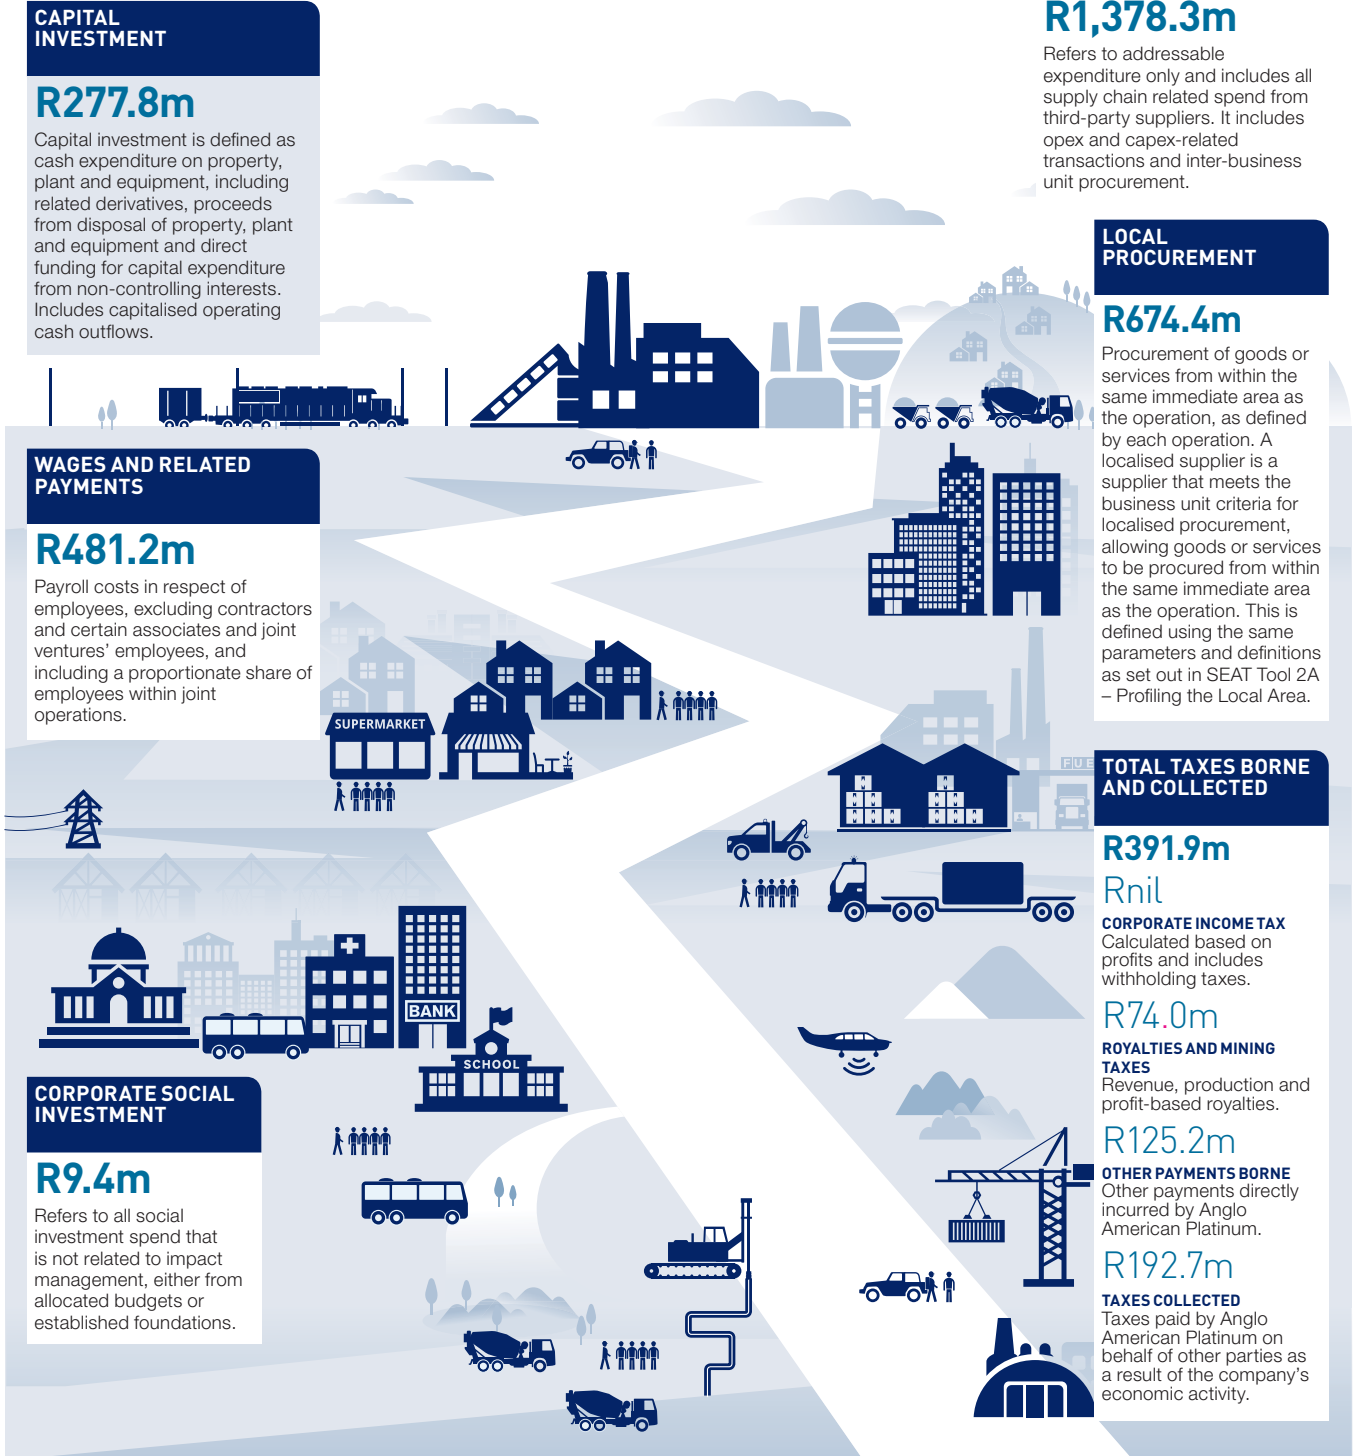 CAPITAL
INVESTMENT
R277.8m
Capital investment is defined as
cash expenditure on property,
plant and equipment, including
related derivatives, proceeds
from disposal of property, plant
and equipment and direct
funding for capital expenditure
from non-controlling interests.
Includes capitalised operating
cash outflows.
R1,378.3m
Refers to addressable
expenditure only and includes all
supply chain related spend from
third-party suppliers. It includes
opex and capex-related
transactions and inter-business
unit procurement.
LOCAL
PROCUREMENT
R674.4m
Procurement of goods or
services from within the
same immediate area as
the operation, as defined
by each operation. A
localised supplier is a
supplier that meets the
business unit criteria for
localised procurement,
allowing goods or services
to be procured from within
the same immediate area
as the operation. This is
defined using the same
parameters and definitions
as set out in SEAT Tool 2A
– Profiling the Local Area.
WAGES AND RELATED
PAYMENTS
R481.2m
Payroll costs in respect of
employees, excluding contractors
and certain associates and joint
ventures' employees, and
including a proportionate share of
employees within joint
operations.
SUPERMARKET
FUE
TOTAL TAXES BORNE
AND COLLECTED
R391.9m
Rnil
CORPORATE INCOME TAX
Calculated based on
profits and includes
withholding taxes.
R74.0m
ROYALTIES AND MINING
TAXES
Revenue, production and
profit-based royalties.
R125.2m
OTHER PAYMENTS BORNE
Other payments directly
incurred by Anglo
American Platinum.
R192.7m
TAXES COLLECTED
Taxes paid by Anglo
American Platinum on
behalf of other parties as
a result of the company's
economic activity.
BANK
SCHOOL
CORPORATE SOCIAL
INVESTMENT
R9.4m
Refers to all social
investment spend that
is not related to impact
management, either from
allocated budgets or
established foundations.